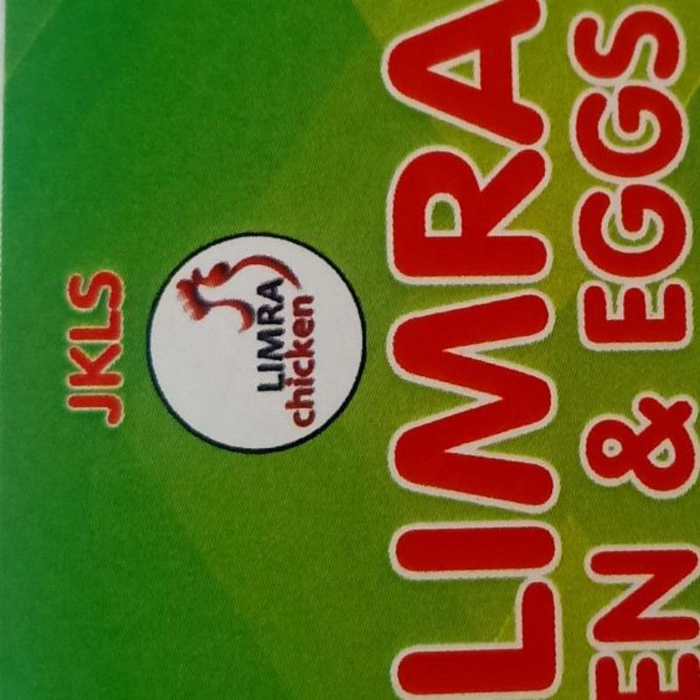 JKLS
LIMRA
chicken
LIMRA
EN & EGGS